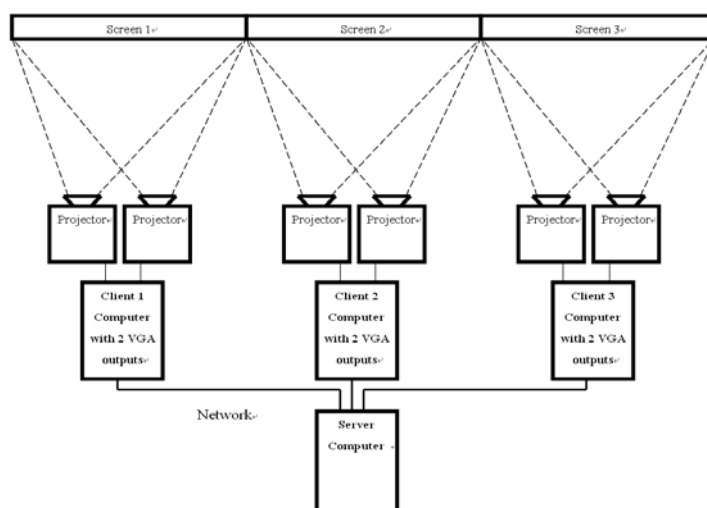 Screen 1
Screen 2
Screen 3
Projector
Projector
Projector
Projector
Projector
Projector
Client 1
Computer
with 2 VGA
outputs
Client 2
Computer
with 2 VGA
outputs
Client 3
Computer
with 2 VGA
outputs
Network
Server
Computer